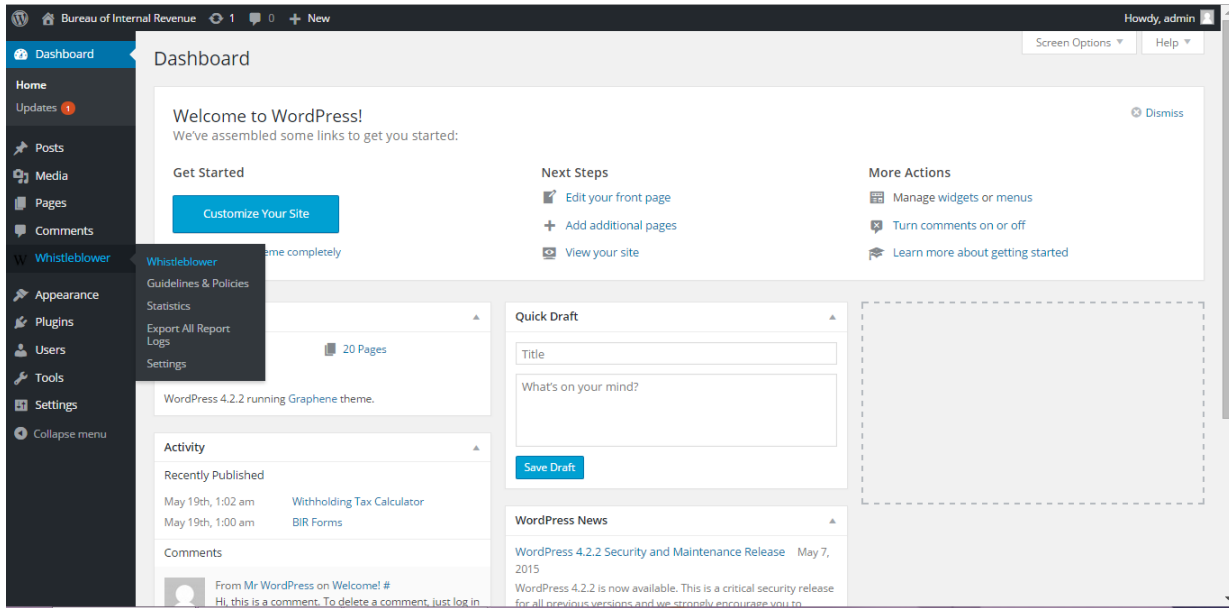 Bureau of Internal Revenue 1 0 New Howdy, admin
Screen Options Help
Dashboard
Home
Updates 1
Posts
Media
Pages
Comments
Whistleblower
Whistleblower
Guidelines & Policies
Statistics
Export All Report
Logs
Settings
Appearance
Plugins
Users
Tools
Settings
Collapse menu
Dashboard
Welcome to WordPress!
We've assembled some links to get you started:
Dismiss
Get Started
Customize Your Site
completely
Next Steps
Edit your front page
Add additional pages
View your site
More Actions
Manage widgets or menus
Turn comments on or off
Learn more about getting started
20 Pages
WordPress 4.2.2 running Graphene theme.
Activity
Recently Published
May 19th, 1:02 am Withholding Tax Calculator
May 19th, 1:00 am BIR Forms
Comments
From Mr WordPress on Welcome! #
Hi, this is a comment. To delete a comment, just log in
Quick Draft
Title
What's on your mind?
Save Draft
WordPress News
WordPress 4.2.2 Security and Maintenance Release May 7,
2015
WordPress 4.2.2 is now available. This is a critical security release
for all previous versions and we strongly encourage you to